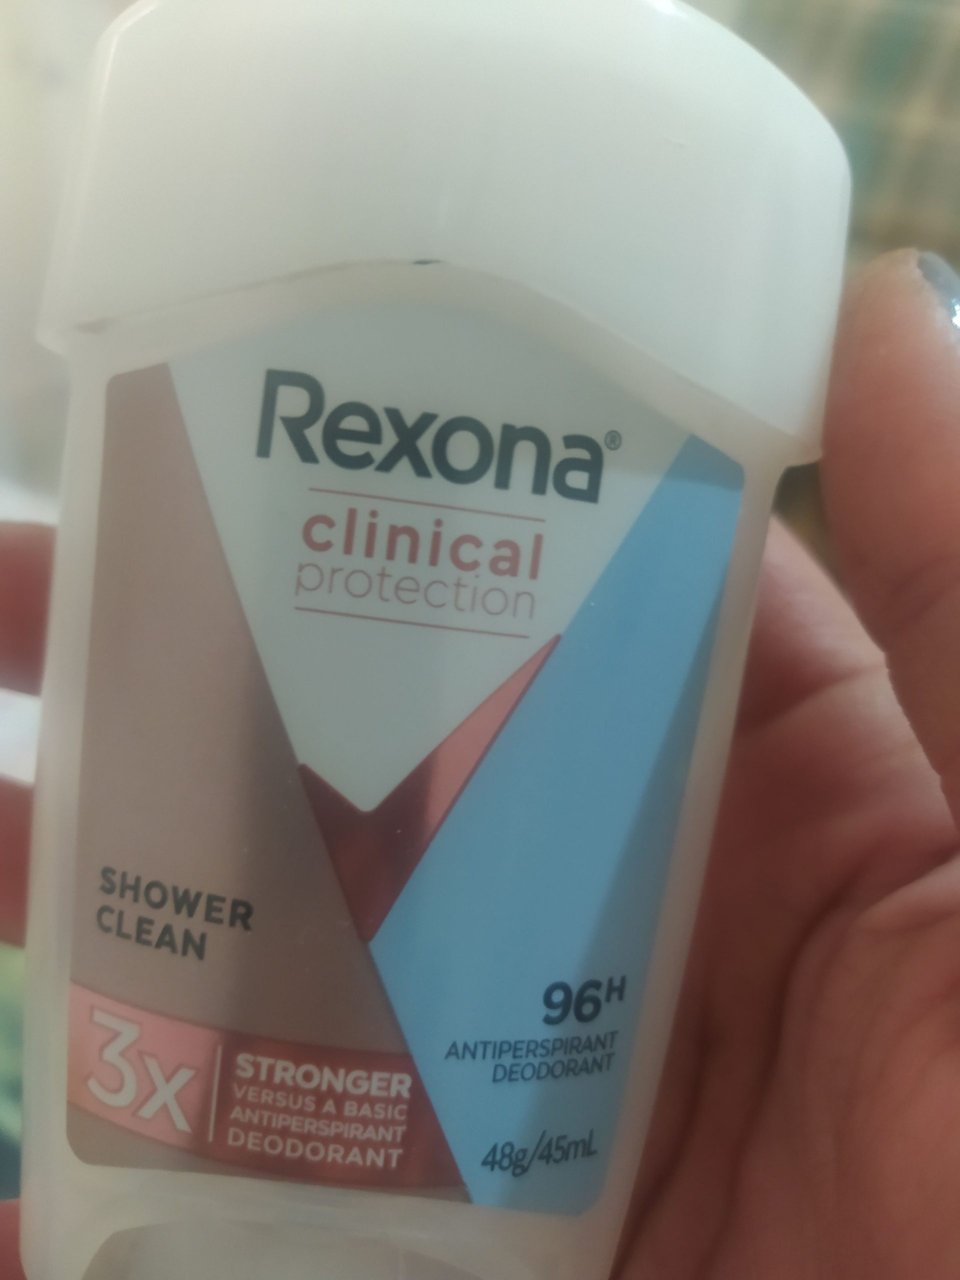 Rexona®
clinical
protection
SHOWER
CLEAN
3x
STRONGER
VERSUS A BASIC
ANTIPERSPIRANT
DEODORANT
96H
ANTIPERSPIRANT
DEODORANT
48g/45mL